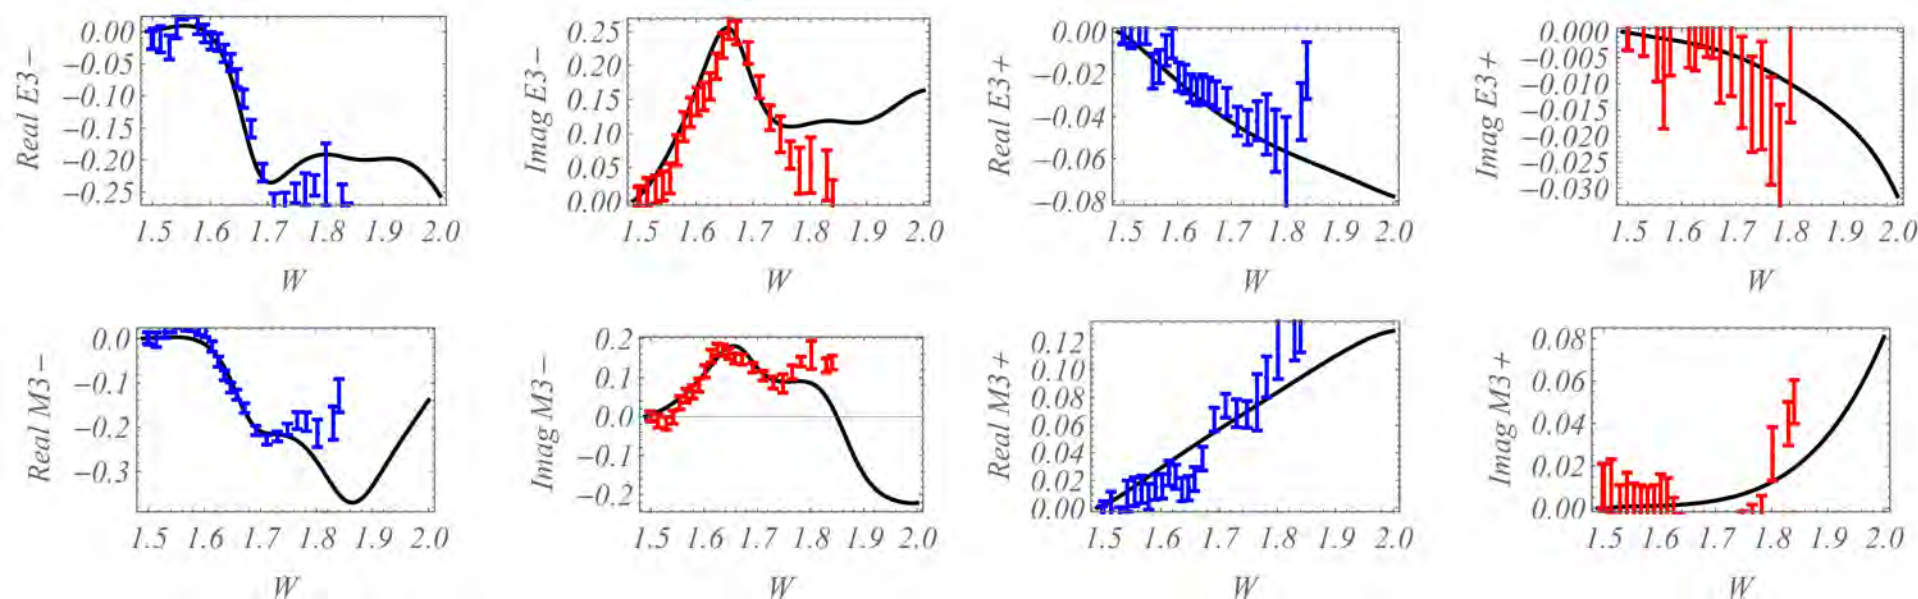 Real E3−
0.00
−0.05
−0.10
−0.15
−0.20
−0.25
1.5 1.6 1.7 1.8 1.9 2.0
W
Imag E3−
0.25
0.20
0.15
0.10
0.05
0.00
1.5 1.6 1.7 1.8 1.9 2.0
W
Real E3+
0.00
−0.02
−0.04
−0.06
−0.08
1.5 1.6 1.7 1.8 1.9 2.0
W
Imag E3+
0.000
−0.005
−0.010
−0.015
−0.020
−0.025
−0.030
1.5 1.6 1.7 1.8 1.9 2.0
W
Real M3−
0.0
−0.1
−0.2
−0.3
1.5 1.6 1.7 1.8 1.9 2.0
W
Imag M3−
0.2
0.1
0.0
−0.1
−0.2
1.5 1.6 1.7 1.8 1.9 2.0
W
Real M3+
0.12
0.10
0.08
0.06
0.04
0.02
0.00
1.5 1.6 1.7 1.8 1.9 2.0
W
Imag M3+
0.08
0.06
0.04
0.02
0.00
1.5 1.6 1.7 1.8 1.9 2.0
W